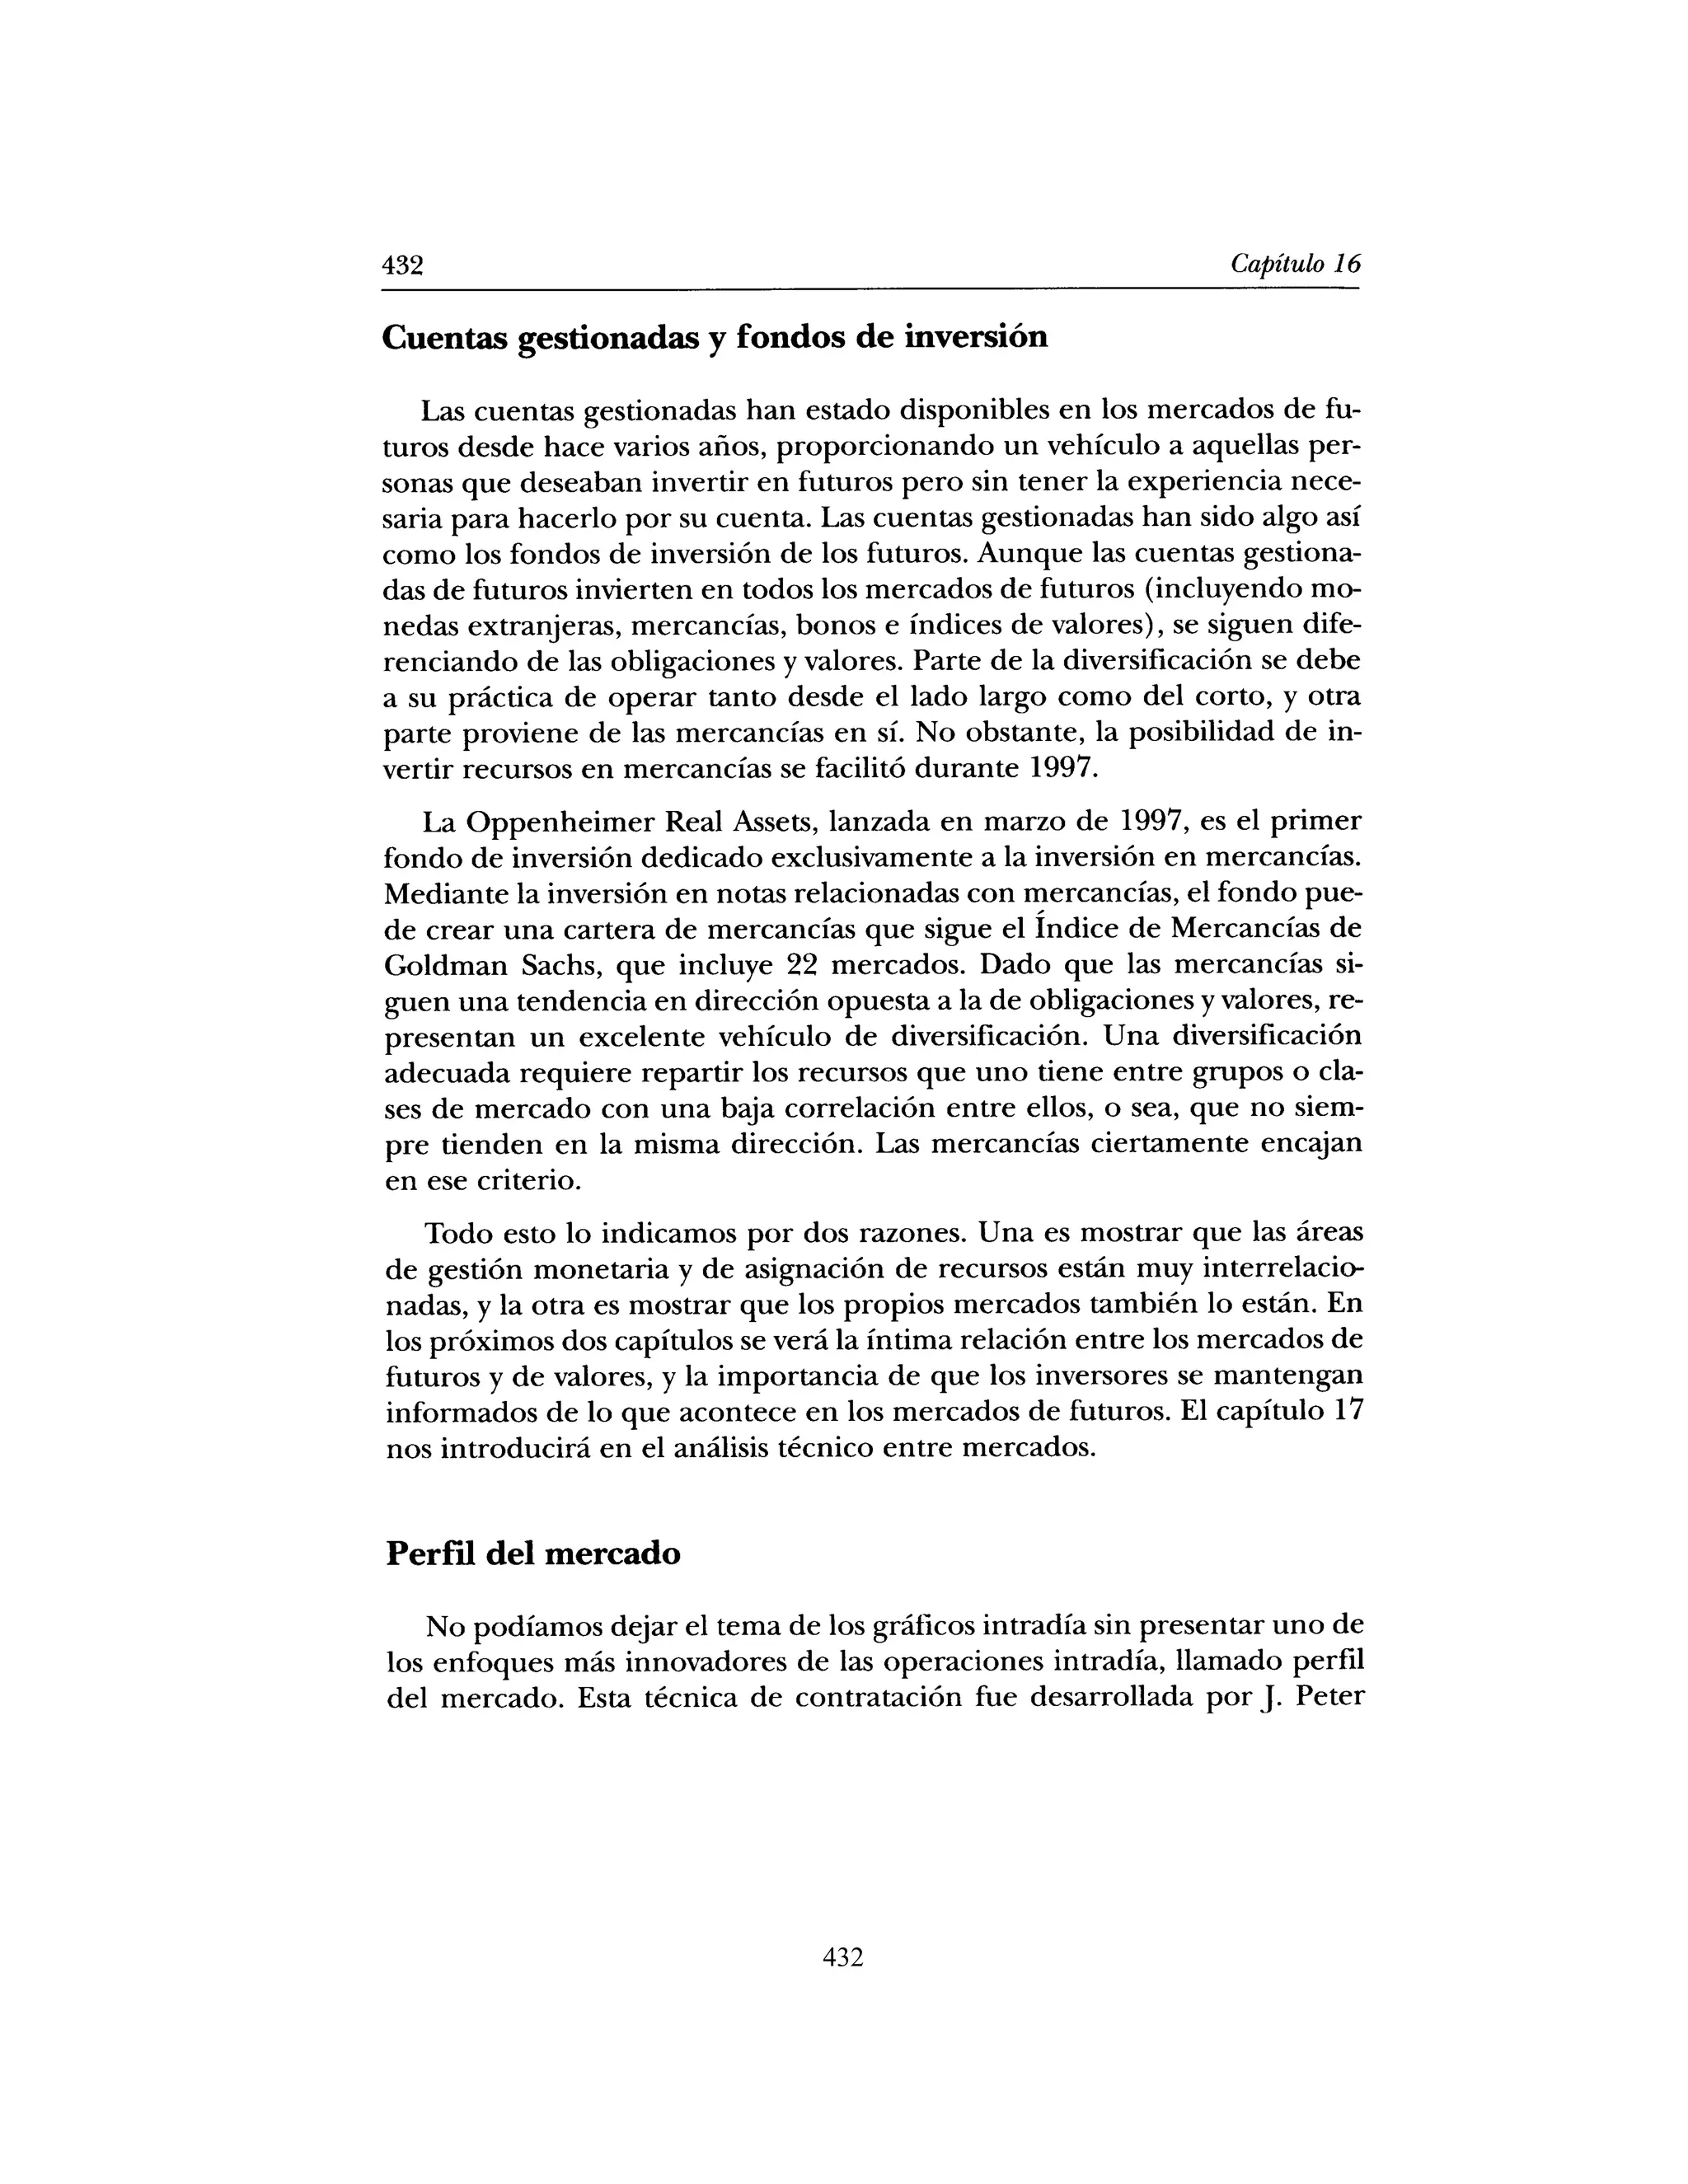 432 Capítulo 16
Cuentas gestionadas y fondos de inversión
Las cuentas gestionadas han estado disponibles en los mercados de fu-
turos desde hace varios años, proporcionando un vehículo a aquellas per-
sonas que deseaban invertir en futuros pero sin tener la experiencia nece-
saria para hacerlo por su cuenta. Las cuentas gestionadas han sido algo así
como los fondos de inversión de los futuros. Aunque las cuentas gestiona-
das de futuros invierten en todos los mercados de futuros (incluyendo mo-
nedas extranjeras, mercancías, bonos e índices de valores), se siguen dife-
renciando de las obligaciones y valores. Parte de la diversificación se debe
a su práctica de operar tanto desde el lado largo como del corto, y otra
parte proviene de las mercancías en sí. No obstante, la posibilidad de in-
vertir recursos en mercancías se facilitó durante 1997.
La Oppenheimer Real Assets, lanzada en marzo de 1997, es el primer
fondo de inversión dedicado exclusivamente a la inversión en mercancías.
Mediante la inversión en notas relacionadas con mercancías, el fondo pue-
de crear una cartera de mercancías que sigue el Índice de Mercancías de
Goldman Sachs, que incluye 22 mercados. Dado que las mercancías si-
guen una tendencia en dirección opuesta a la de obligaciones y valores, re-
presentan un excelente vehículo de diversificación. Una diversificación
adecuada requiere repartir los recursos que uno tiene entre grupos o cla-
ses de mercado con una baja correlación entre ellos, o sea, que no siem-
pre tienden en la misma dirección. Las mercancías ciertamente encajan
en ese criterio.
Todo esto lo indicamos por dos razones. Una es mostrar que las áreas
de gestión monetaria y de asignación de recursos están muy interrelacio-
nadas, y la otra es mostrar que los propios mercados también lo están. En
los próximos dos capítulos se verá la íntima relación entre los mercados de
futuros y de valores, y la importancia de que los inversores se mantengan
informados de lo que acontece en los mercados de futuros. El capítulo 17
nos introducirá en el análisis técnico entre mercados.
Perfil del mercado
No podíamos dejar el tema de los gráficos intradía sin presentar uno de
los enfoques más innovadores de las operaciones intradía, llamado perfil
del mercado. Esta técnica de contratación fue desarrollada por J. Peter
432